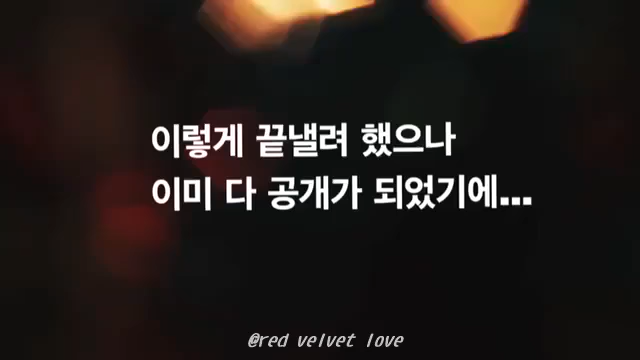 이렇게 끝낼려 했으나
이미 다 공개가 되었기에...
@red velvet love